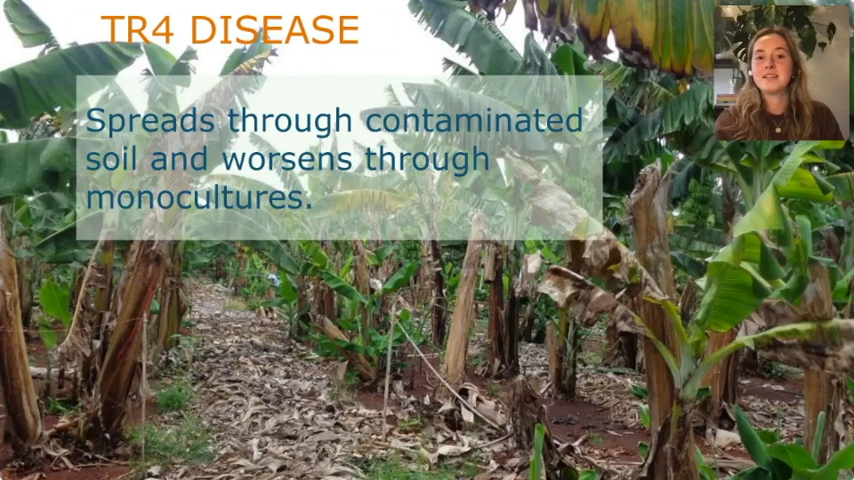 TR4 DISEASE
Spreads through contaminated
soil and worsens through
monocultures.